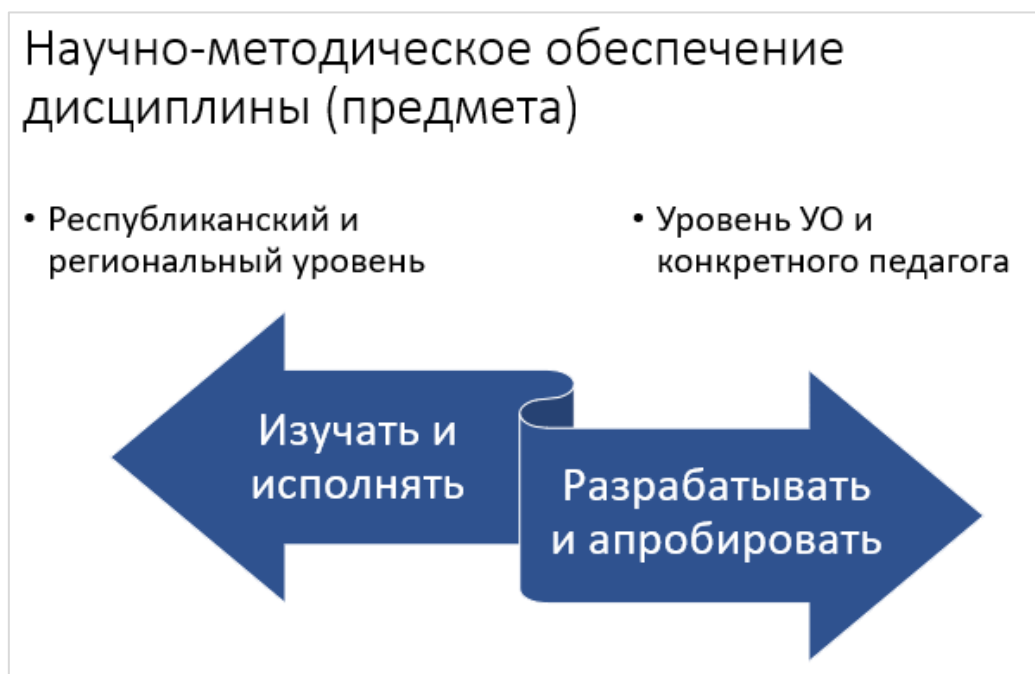 Научно-методическое обеспечение
дисциплины (предмета)
• Республиканский и
региональный уровень
• Уровень УО и
конкретного педагога
Изучать и
исполнять
Разрабатывать
и апробировать